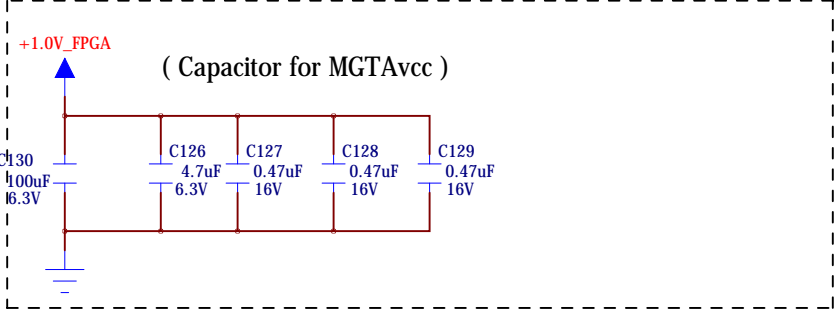 +1.0V_FPGA
( Capacitor for MGTAvcc )
C130
100uF
6.3V
C126
4.7uF
6.3V
C127
0.47uF
16V
C128
0.47uF
16V
C129
0.47uF
16V